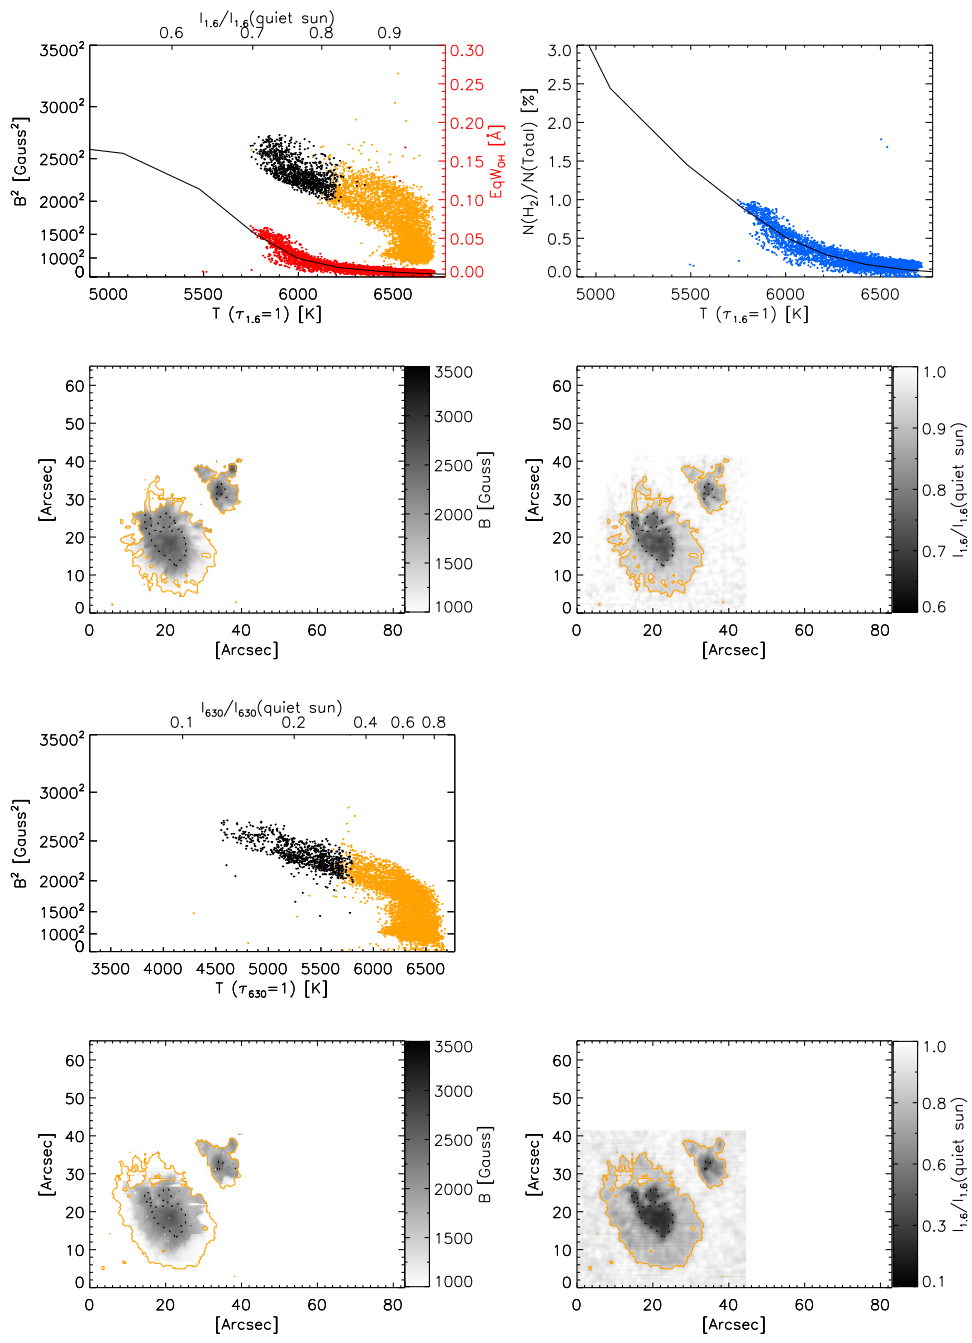 I1.6/I1.6(quiet sun)
0.6 0.7 0.8 0.9
3500² 3000² 2500² 2000² 1500² 1000² 0
B² [Gauss²]
0.30 0.25 0.20 0.15 0.10 0.05 0.00
EqWOH [Å]
5000 5500 6000 6500
T (τ1.6=1) [K]
3.0 2.5 2.0 1.5 1.0 0.5 0.0
N(H2)/N(Total) [%]
5000 5500 6000 6500
T (τ1.6=1) [K]
60 50 40 30 20 10 0
[Arcsec]
0 20 40 60 80
[Arcsec]
3500 3000 2500 2000 1500 1000
B [Gauss]
60 50 40 30 20 10 0
[Arcsec]
0 20 40 60 80
[Arcsec]
1.0 0.9 0.8 0.7 0.6
I1.6/I1.6(quiet sun)
I630/I630(quiet sun)
0.1 0.2 0.4 0.6 0.8
3500² 3000² 2500² 2000² 1500² 1000² 0
B² [Gauss²]
3500 4000 4500 5000 5500 6000 6500
T (τ630=1) [K]
60 50 40 30 20 10 0
[Arcsec]
0 20 40 60 80
[Arcsec]
3500 3000 2500 2000 1500 1000
B [Gauss]
60 50 40 30 20 10 0
[Arcsec]
0 20 40 60 80
[Arcsec]
1.0 0.8 0.6 0.3 0.1
I1.6/I1.6(quiet sun)